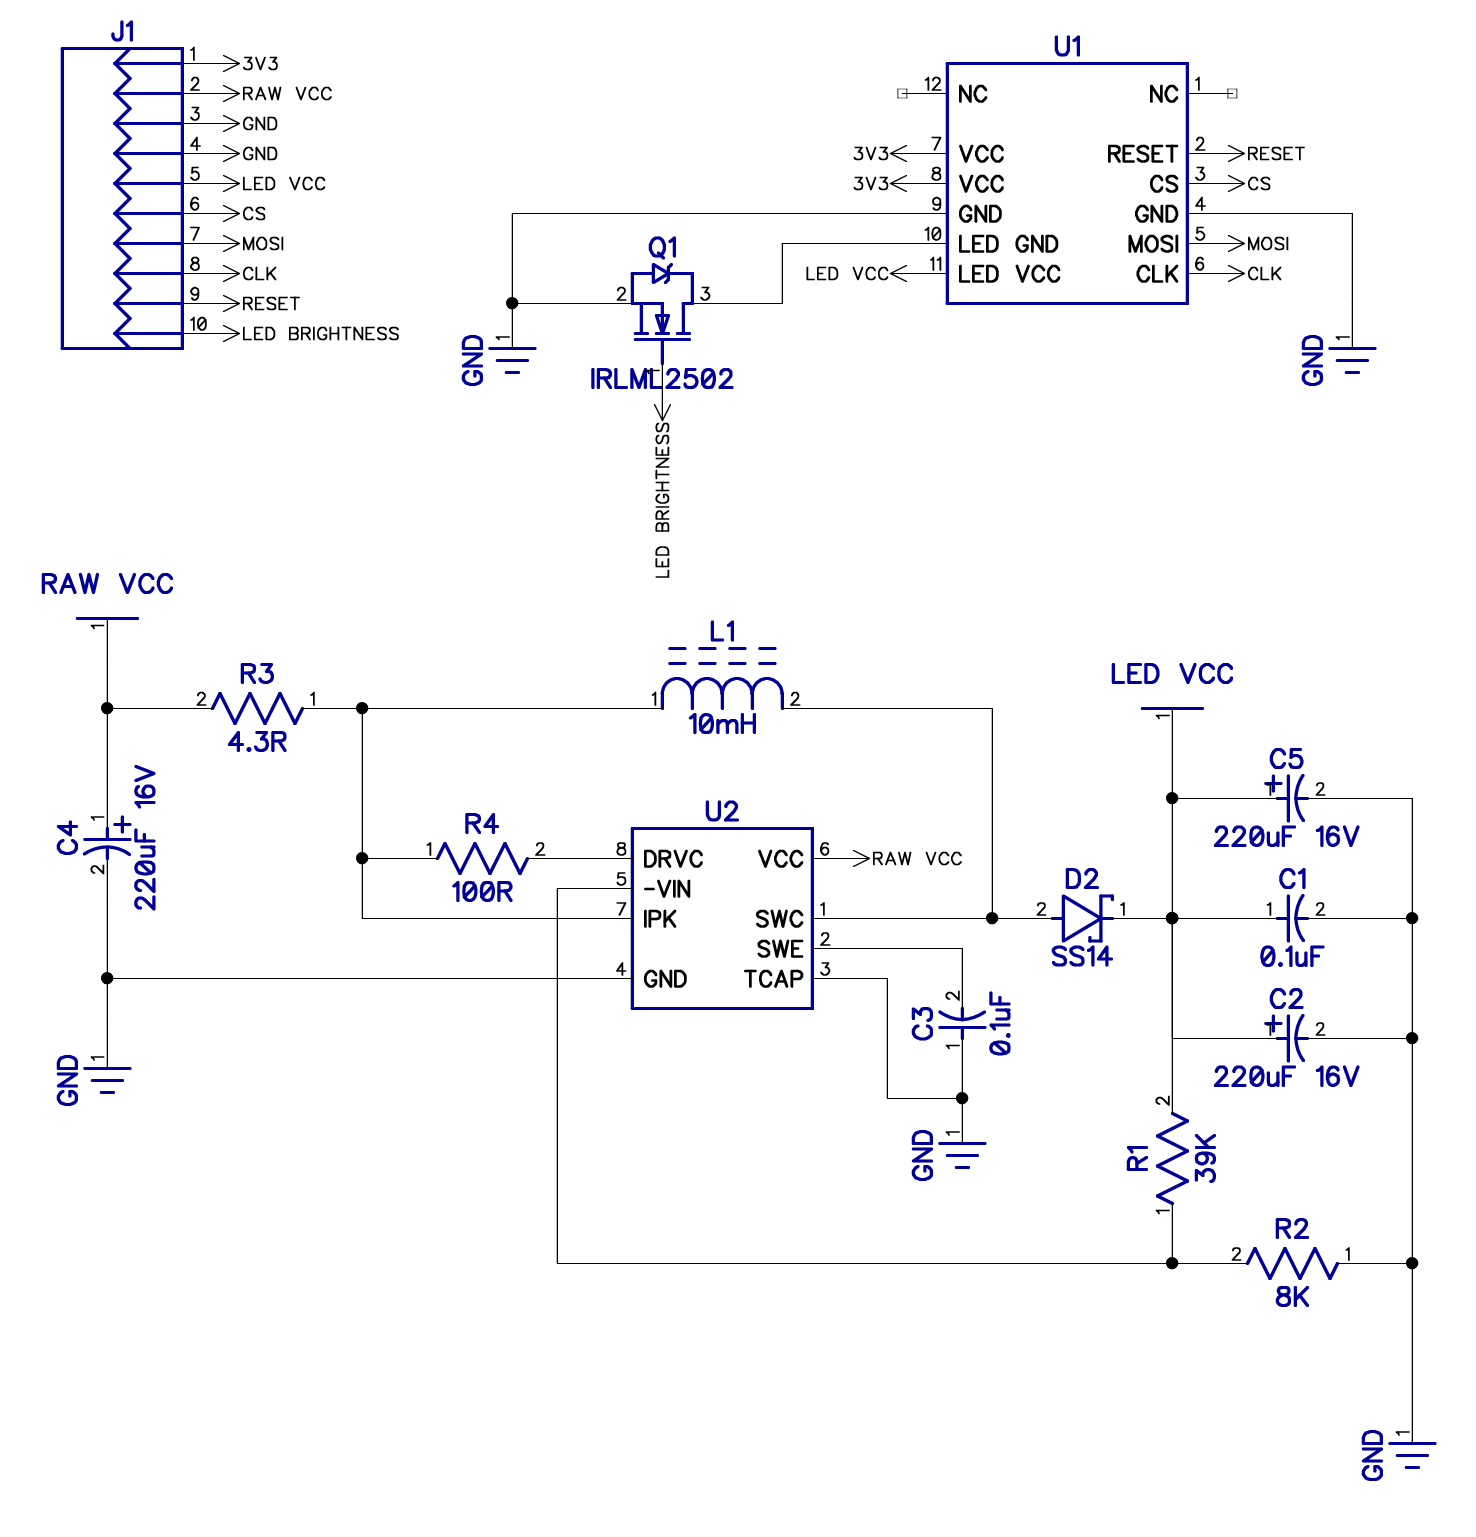 J1
1 3V3
2 RAW VCC
3 GND
4 GND
5 LED VCC
6 CS
7 MOSI
8 CLK
9 RESET
10 LED BRIGHTNESS
U1
12 NC NC 1
3V3 7 VCC RESET 2 RESET
3V3 8 VCC CS 3 CS
9 GND GND 4
10 LED GND MOSI 5 MOSI
LED VCC 11 LED VCC CLK 6 CLK
Q1
2 3
1
IRLML2502
LED BRIGHTNESS
GND 1
GND 1
RAW VCC
1
R3
2 1
4.3R
L1
1 2
10mH
LED VCC
1
C4
1 +
2
220uF 16V
R4
1 2
100R
U2
8 DRVC VCC 6 RAW VCC
5 -VIN
7 IPK SWC 1
SWE 2
4 GND TCAP 3
D2
2 1
SS14
C5
+
1 2
220uF 16V
C1
1 2
0.1uF
C2
+
1 2
220uF 16V
C3
2
1
0.1uF
GND 1
GND 1
R1
2
1
39K
R2
2 1
8K
GND 1